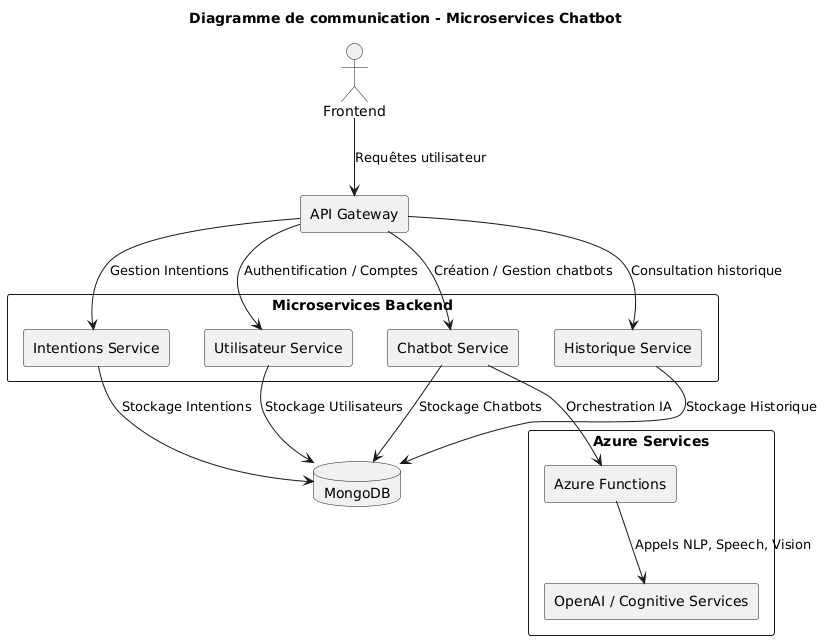 Diagramme de communication - Microservices Chatbot
Frontend
Requêtes utilisateur
API Gateway
Gestion Intentions
Authentification / Comptes
Création / Gestion chatbots
Consultation historique
Microservices Backend
Intentions Service
Utilisateur Service
Chatbot Service
Historique Service
Stockage Intentions
Stockage Utilisateurs
Stockage Chatbots
Orchestration IA
Stockage Historique
Azure Services
MongoDB
Azure Functions
Appels NLP, Speech, Vision
OpenAI / Cognitive Services